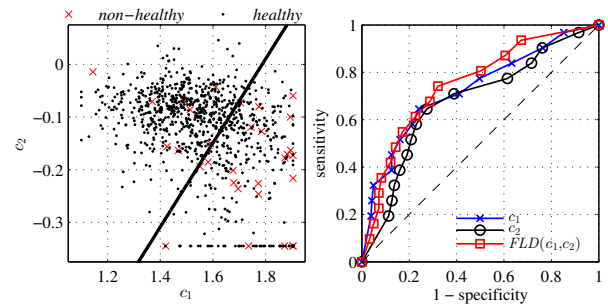 × non-healthy • healthy
0
−0.1
−0.2
−0.3
c₂
1.2 1.4 1.6 1.8
c₁
1
0.8
0.6
0.4
0.2
0
sensitivity
c₁
c₂
FLD(c₁,c₂)
0 0.2 0.4 0.6 0.8 1
1 − specificity